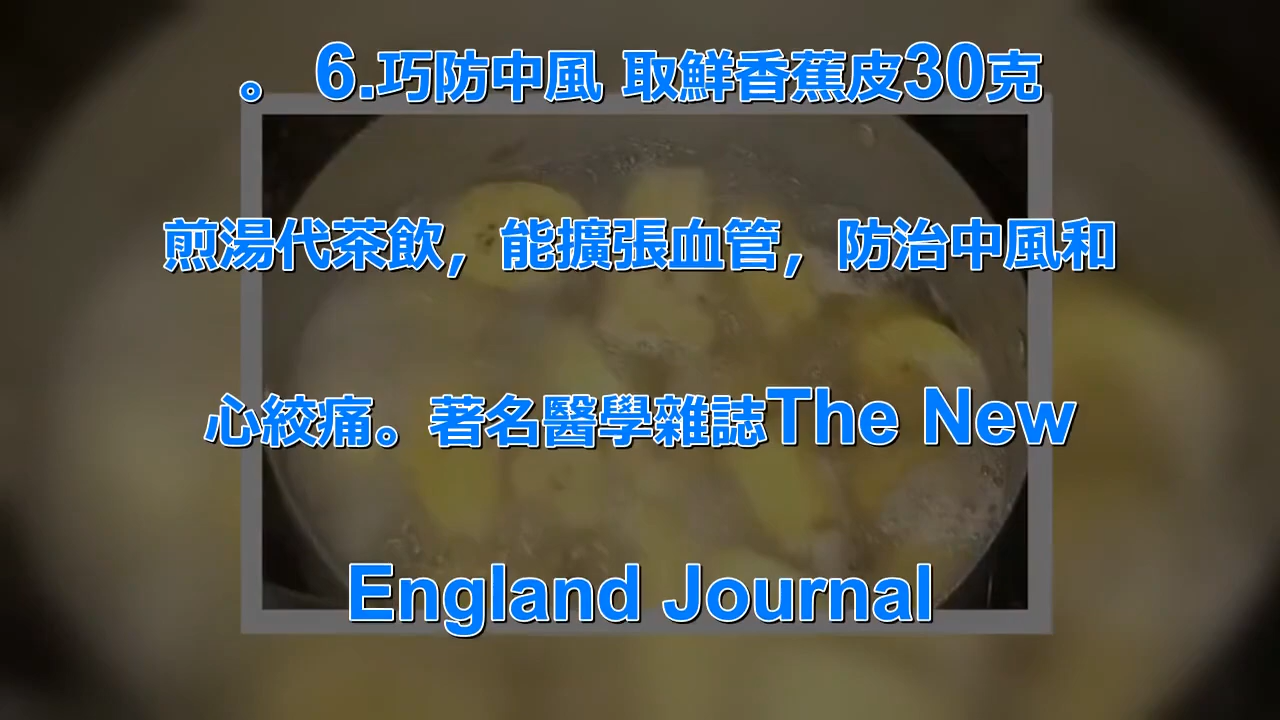 。 6.巧防中風 取鮮香蕉皮30克
煎湯代茶飲，能擴張血管，防治中風和
心絞痛。著名醫學雜誌The New
England Journal